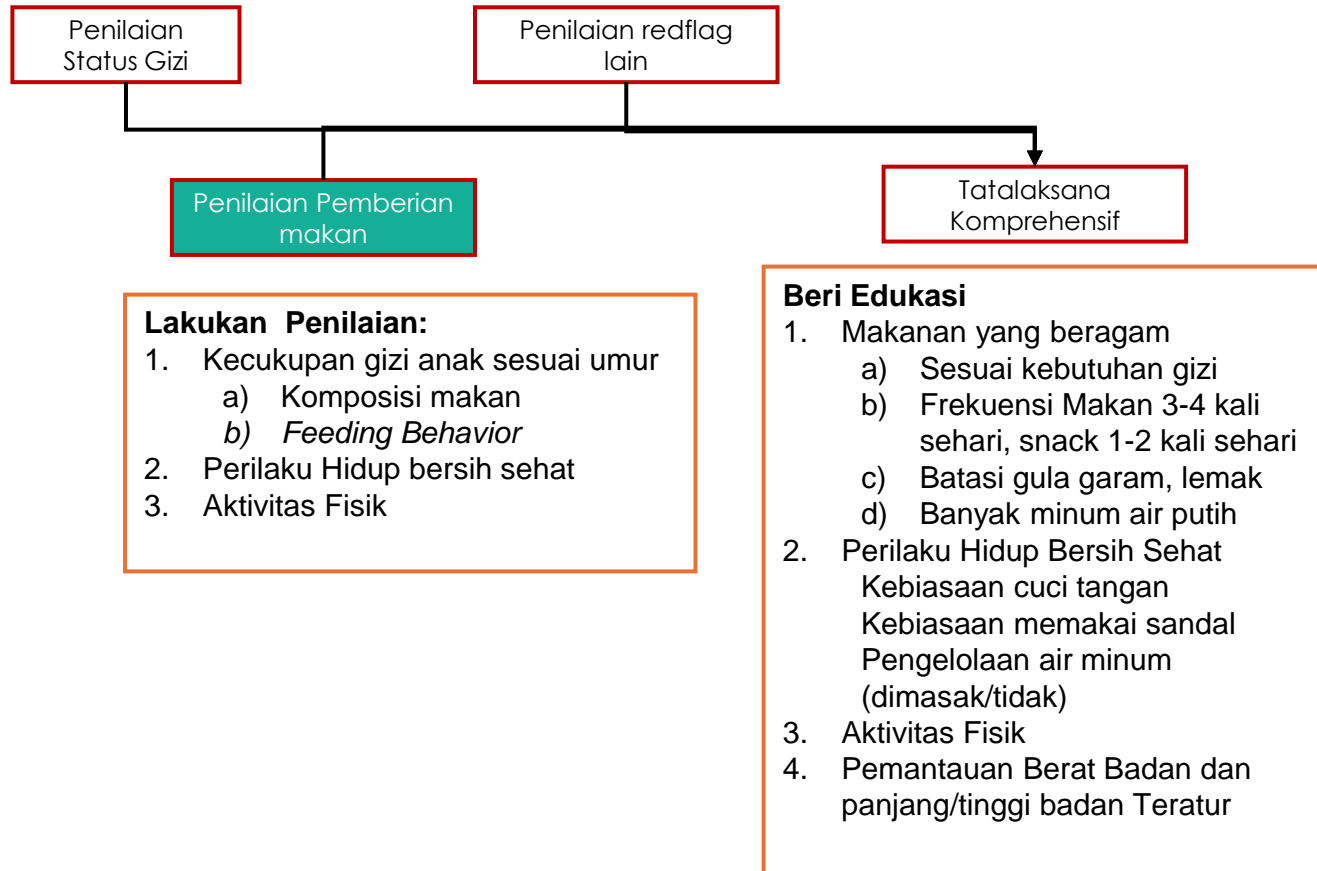 Penilaian
Status Gizi
Penilaian redflag
lain
Penilaian Pemberian
makan
Tatalaksana
Komprehensif
Lakukan Penilaian:
1. Kecukupan gizi anak sesuai umur
a) Komposisi makan
b) Feeding Behavior
2. Perilaku Hidup bersih sehat
3. Aktivitas Fisik
Beri Edukasi
1. Makanan yang beragam
a) Sesuai kebutuhan gizi
b) Frekuensi Makan 3-4 kali
sehari, snack 1-2 kali sehari
c) Batasi gula garam, lemak
d) Banyak minum air putih
2. Perilaku Hidup Bersih Sehat
Kebiasaan cuci tangan
Kebiasaan memakai sandal
Pengelolaan air minum
(dimasak/tidak)
3. Aktivitas Fisik
4. Pemantauan Berat Badan dan
panjang/tinggi badan Teratur